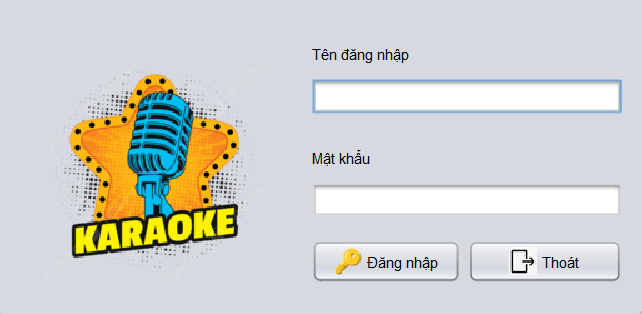 Tên đăng nhập
Mật khẩu
KARAOKE
Đăng nhập
Thoát